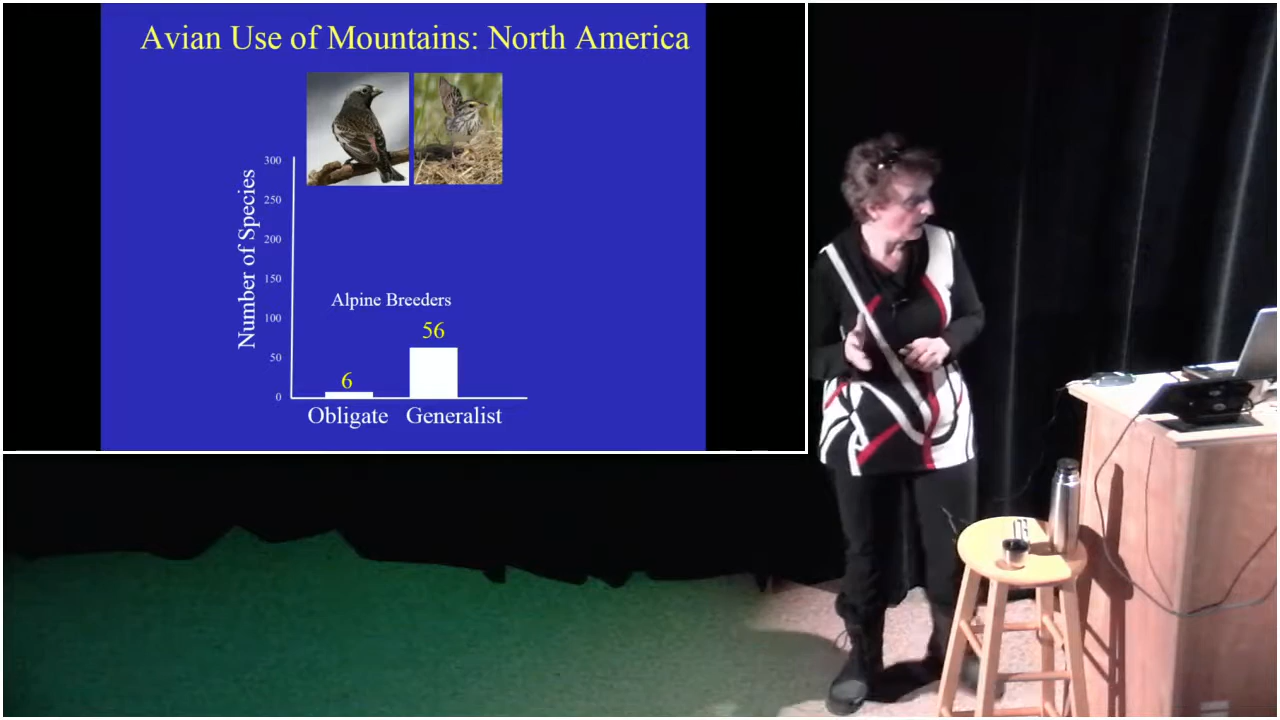 Avian Use of Mountains: North America
Number of Species
300
250
200
150
100
50
0
Alpine Breeders
6
56
Obligate Generalist